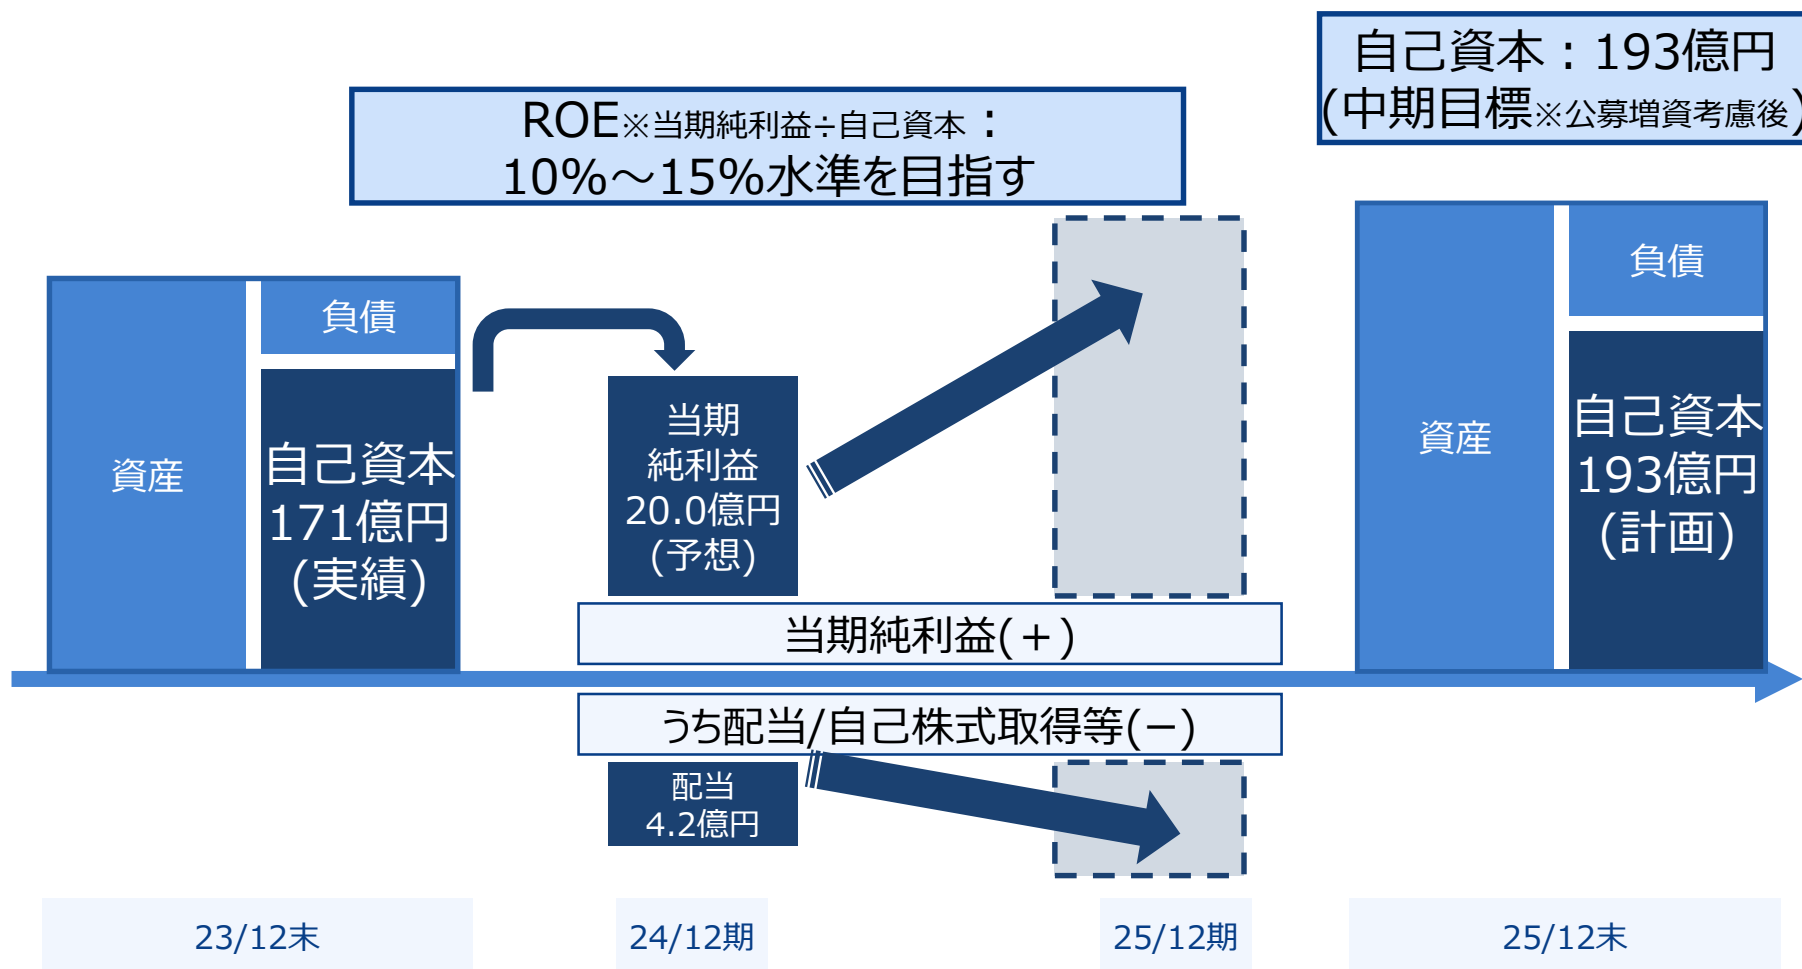 自己資本：193億円
(中期目標※公募増資考慮後)
ROE※当期純利益÷自己資本：
10%～15%水準を目指す
資産
負債
自己資本
171億円
(実績)
当期
純利益
20.0億円
(予想)
資産
負債
自己資本
193億円
(計画)
当期純利益(＋)
うち配当/自己株式取得等(－)
配当
4.2億円
23/12末
24/12期
25/12期
25/12末